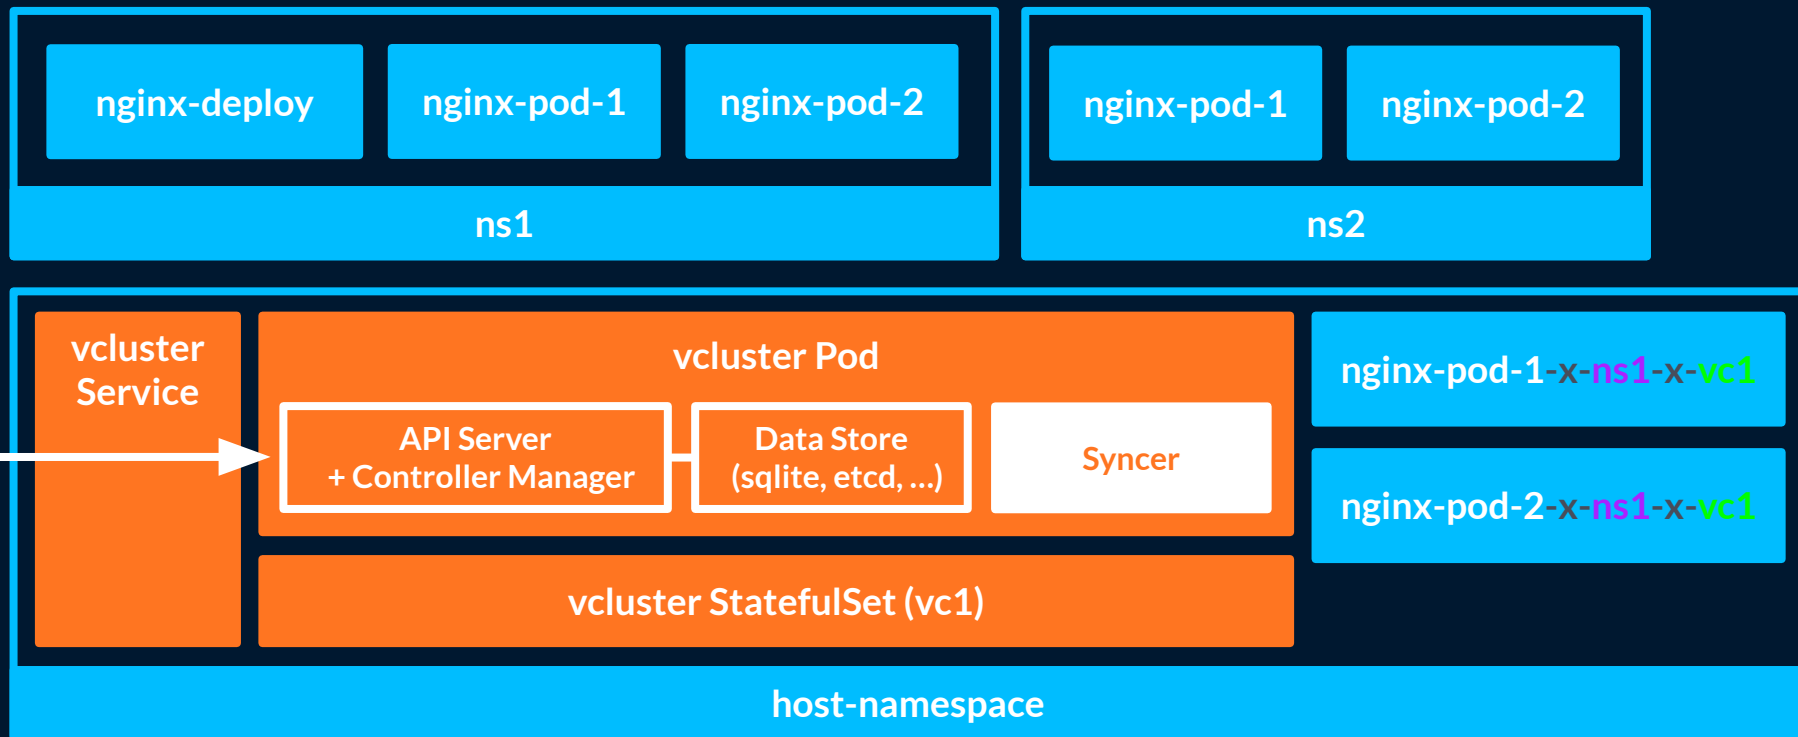 nginx-deploy
nginx-pod-1
nginx-pod-2
ns1
nginx-pod-1
nginx-pod-2
ns2
vcluster
Service
vcluster Pod
API Server
+ Controller Manager
Data Store
(sqlite, etcd, ...)
Syncer
vcluster StatefulSet (vc1)
nginx-pod-1-x-ns1-x-vc1
nginx-pod-2-x-ns1-x-vc1
host-namespace